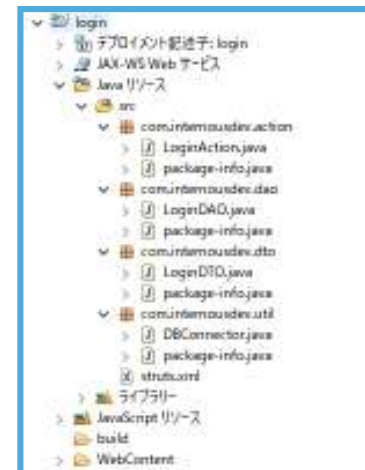 login
デプロイメント記述子: login
JAX-WS Web サービス
Java リソース
src
com.internousdev.action
LoginAction.java
package-info.java
com.internousdev.dao
LoginDAO.java
package-info.java
com.internousdev.dto
LoginDTO.java
package-info.java
com.internousdev.util
DBConnector.java
package-info.java
struts.xml
ライブラリー
JavaScript リソース
build
WebContent